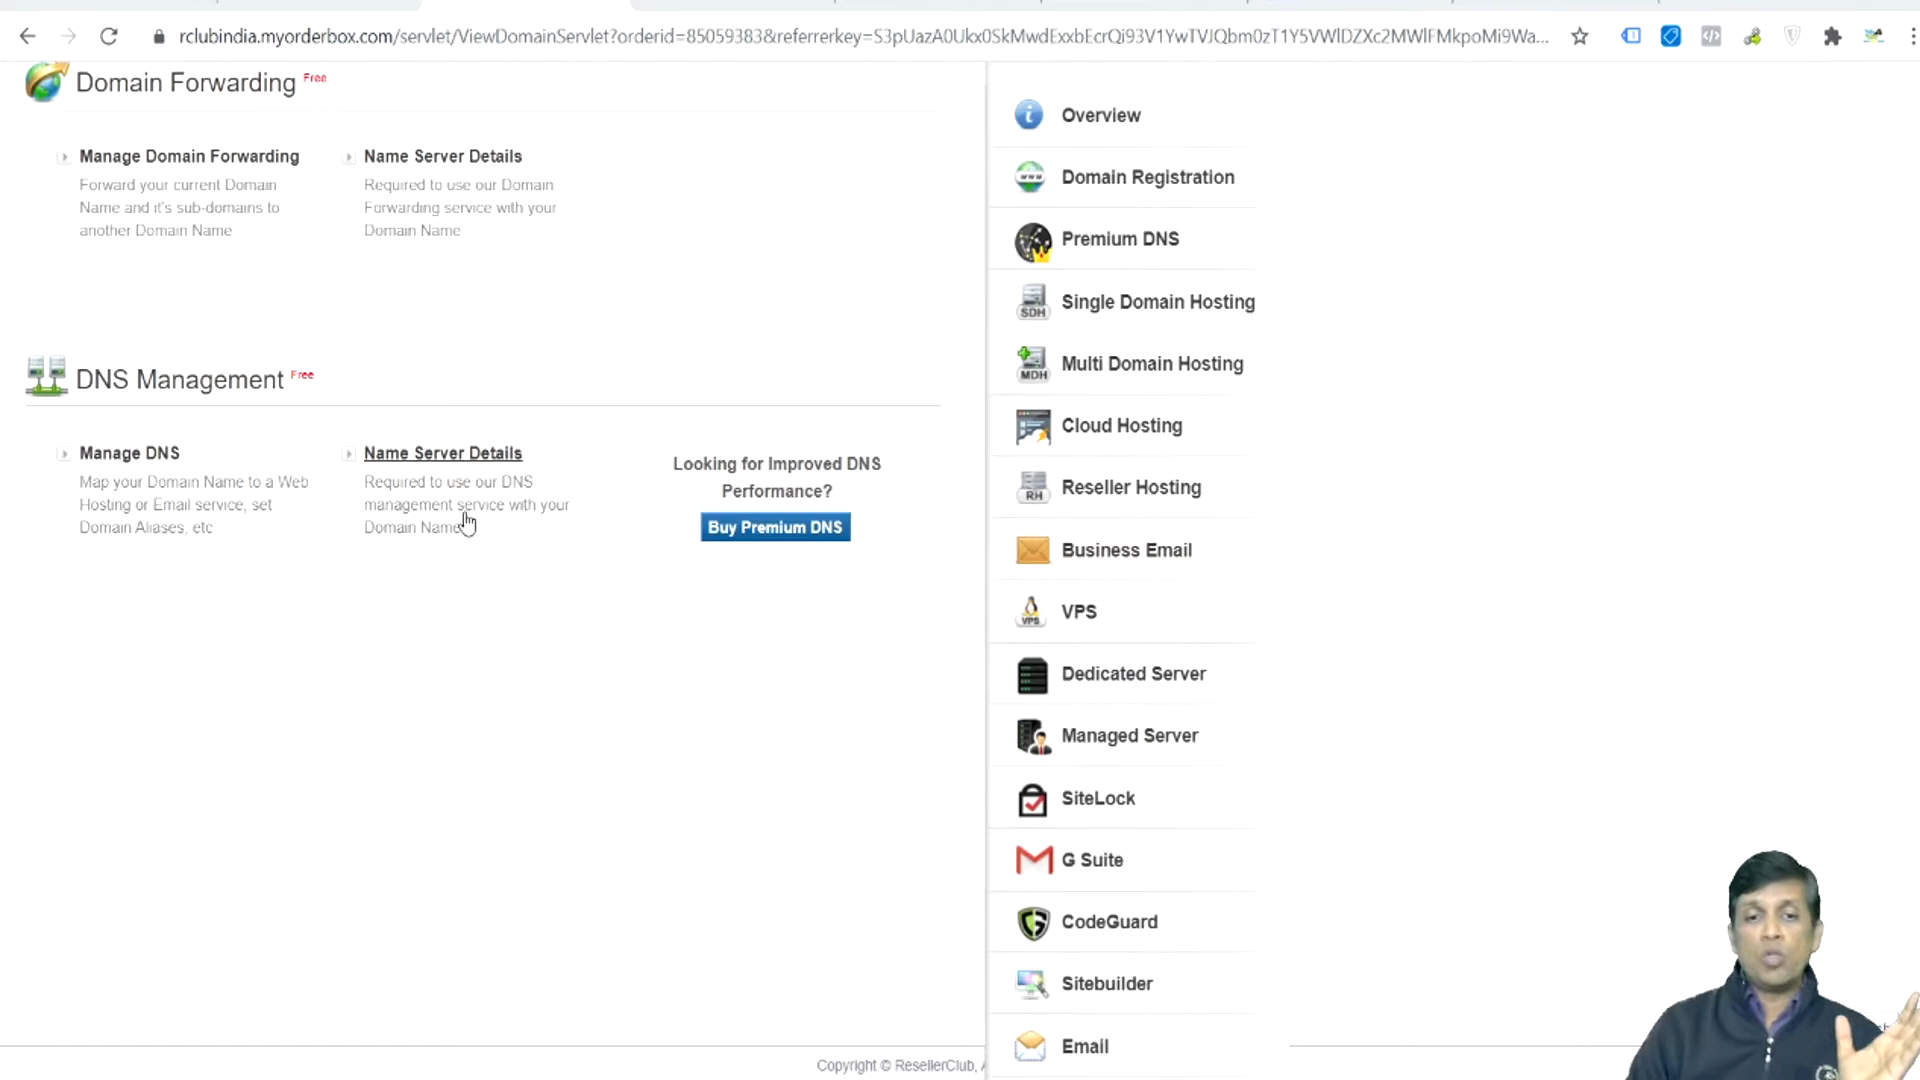 rclubindia.myorderbox.com/servlet/ViewDomainServlet?orderid=85059383&referrerkey=S3pUazA0Ukx0SkMwdExxbEcrQi93V1YwTVJQbm0zT1Y5VWlDZXc2MWlFMkpoMi9Wa...
Domain Forwarding Free
Manage Domain Forwarding
Forward your current Domain
Name and it's sub-domains to
another Domain Name
Name Server Details
Required to use our Domain
Forwarding service with your
Domain Name
DNS Management Free
Manage DNS
Map your Domain Name to a Web
Hosting or Email service, set
Domain Aliases, etc
Name Server Details
Required to use our DNS
management service with your
Domain Name
Looking for Improved DNS
Performance?
Buy Premium DNS
Overview
www Domain Registration
Premium DNS
SDH Single Domain Hosting
MDH Multi Domain Hosting
Cloud Hosting
RH Reseller Hosting
Business Email
VPS VPS
Dedicated Server
Managed Server
SiteLock
G Suite
CodeGuard
Sitebuilder
Email
Copyright © ResellerClub,